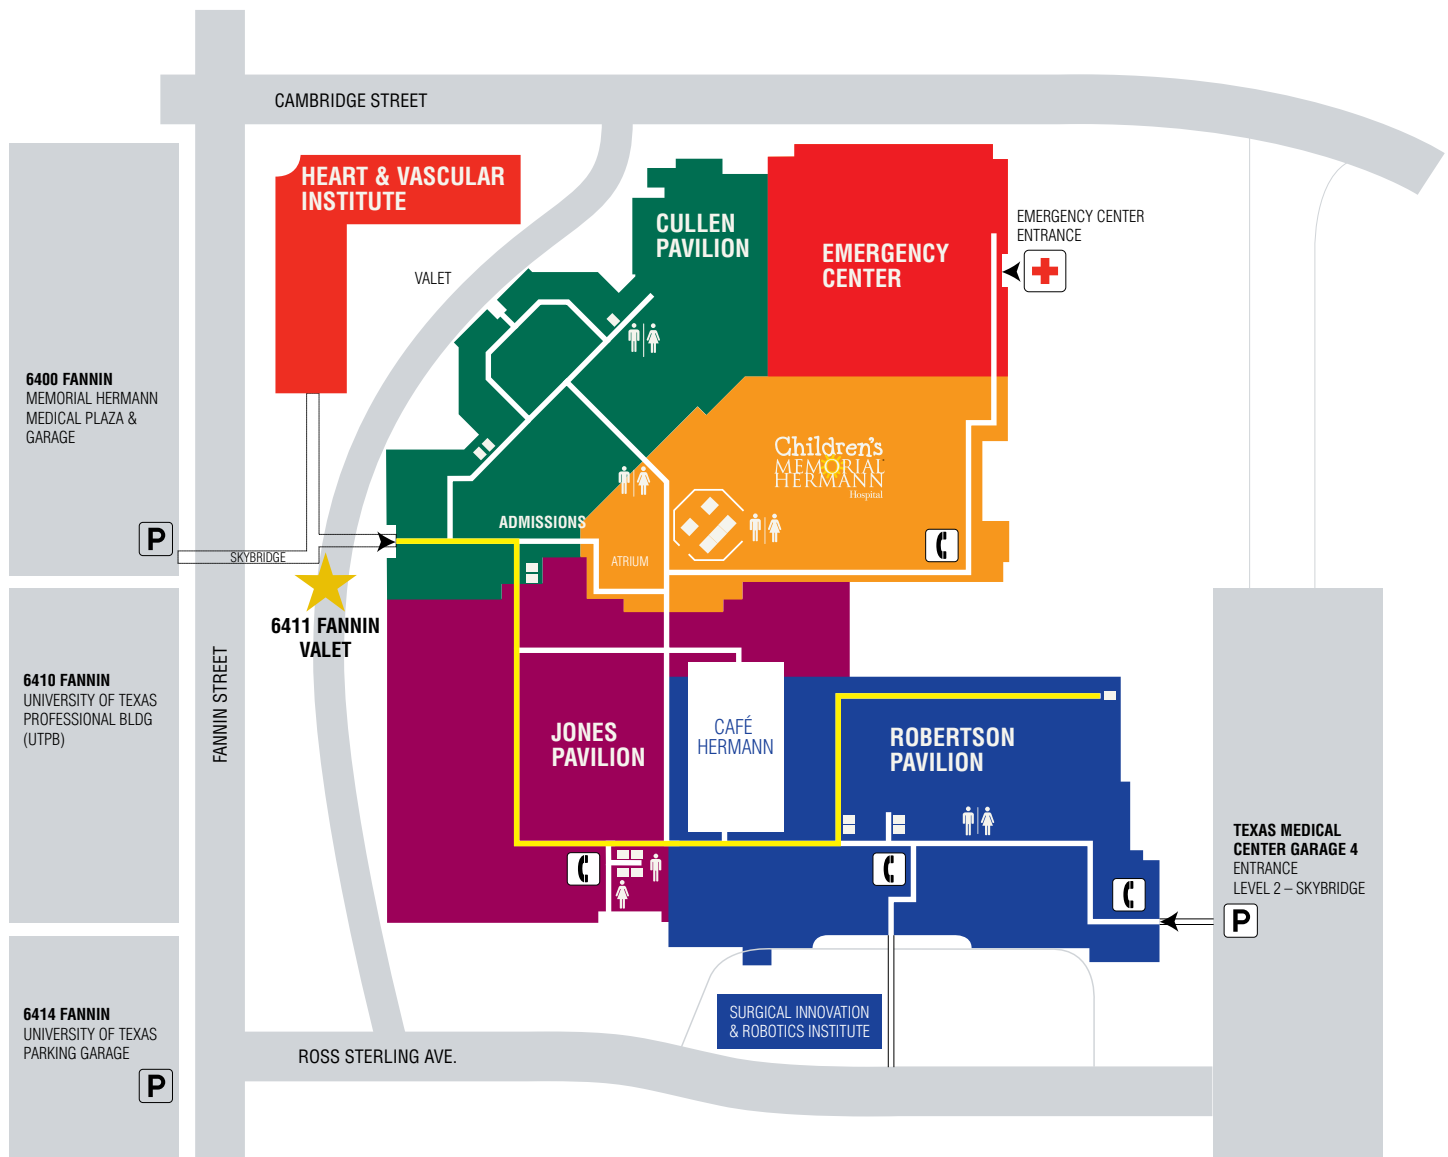 CAMBRIDGE STREET
HEART & VASCULAR
INSTITUTE
CULLEN
PAVILION
EMERGENCY
CENTER
EMERGENCY CENTER
ENTRANCE
VALET
6400 FANNIN
MEMORIAL HERMANN
MEDICAL PLAZA &
GARAGE
P
SKYBRIDGE
Children's
MEMORIAL
HERMANN
Hospital
ADMISSIONS
ATRIUM
6411 FANNIN
VALET
FANNIN STREET
6410 FANNIN
UNIVERSITY OF TEXAS
PROFESSIONAL BLDG
(UTPB)
JONES
PAVILION
CAFÉ
HERMANN
ROBERTSON
PAVILION
TEXAS MEDICAL
CENTER GARAGE 4
ENTRANCE
LEVEL 2 – SKYBRIDGE
P
6414 FANNIN
UNIVERSITY OF TEXAS
PARKING GARAGE
P
SURGICAL INNOVATION
& ROBOTICS INSTITUTE
ROSS STERLING AVE.